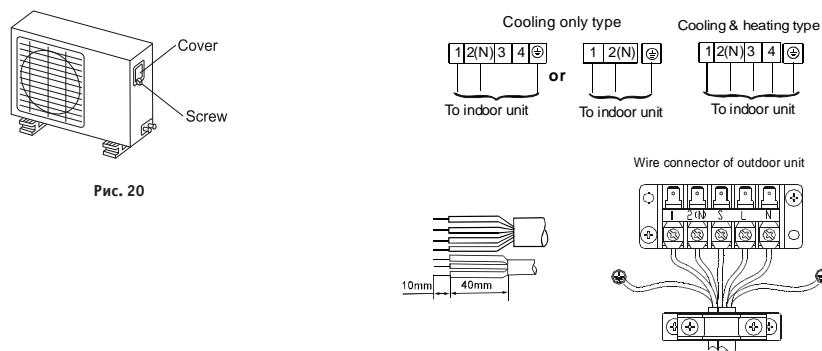 Cover
Screw
Рис. 20
Cooling only type
1 2(N) 3 4
To indoor unit
or
1 2(N)
To indoor unit
Cooling & heating type
1 2(N) 3 4
To indoor unit
10mm 40mm
Wire connector of outdoor unit
1 2(N) S L N